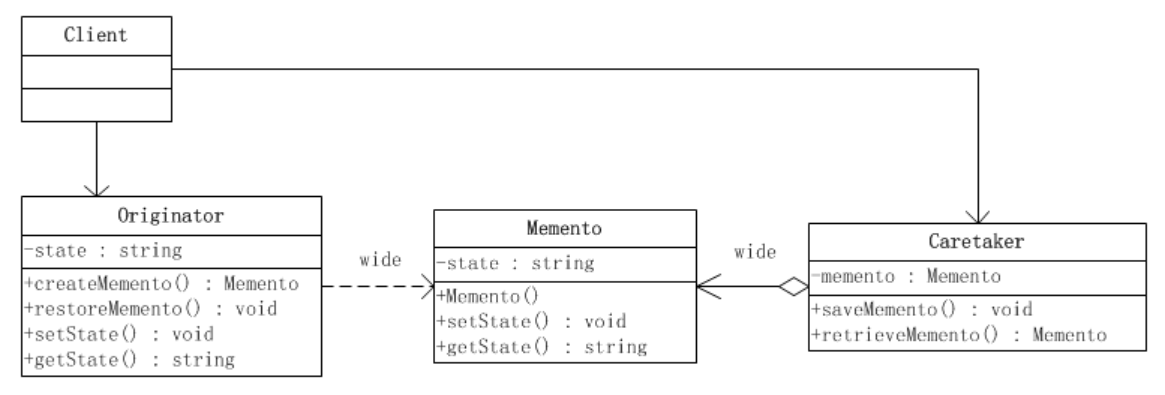 Client
Originator
-state : string
+createMemento() : Memento
+restoreMemento() : void
+setState() : void
+getState() : string
wide
Memento
-state : string
+Memento()
+setState() : void
+getState() : string
wide
Caretaker
-memento : Memento
+saveMemento() : void
+retrieveMemento() : Memento